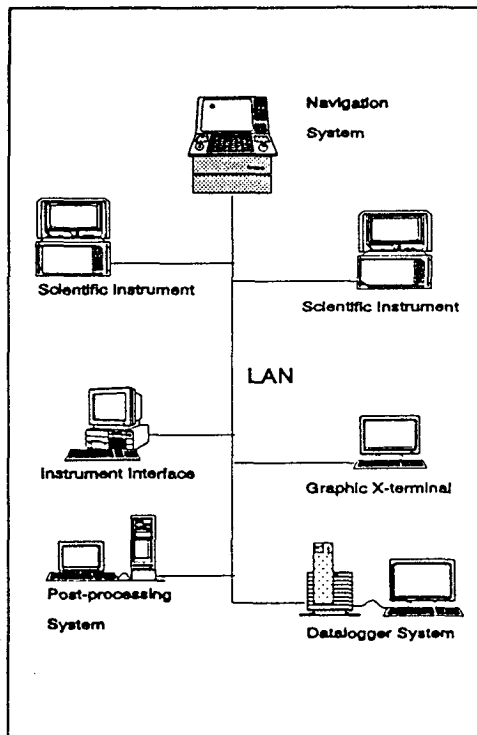 Navigation
System
Scientific Instrument
Scientific Instrument
LAN
Instrument Interface
Graphic X-terminal
Post-processing
System
Datalogger System